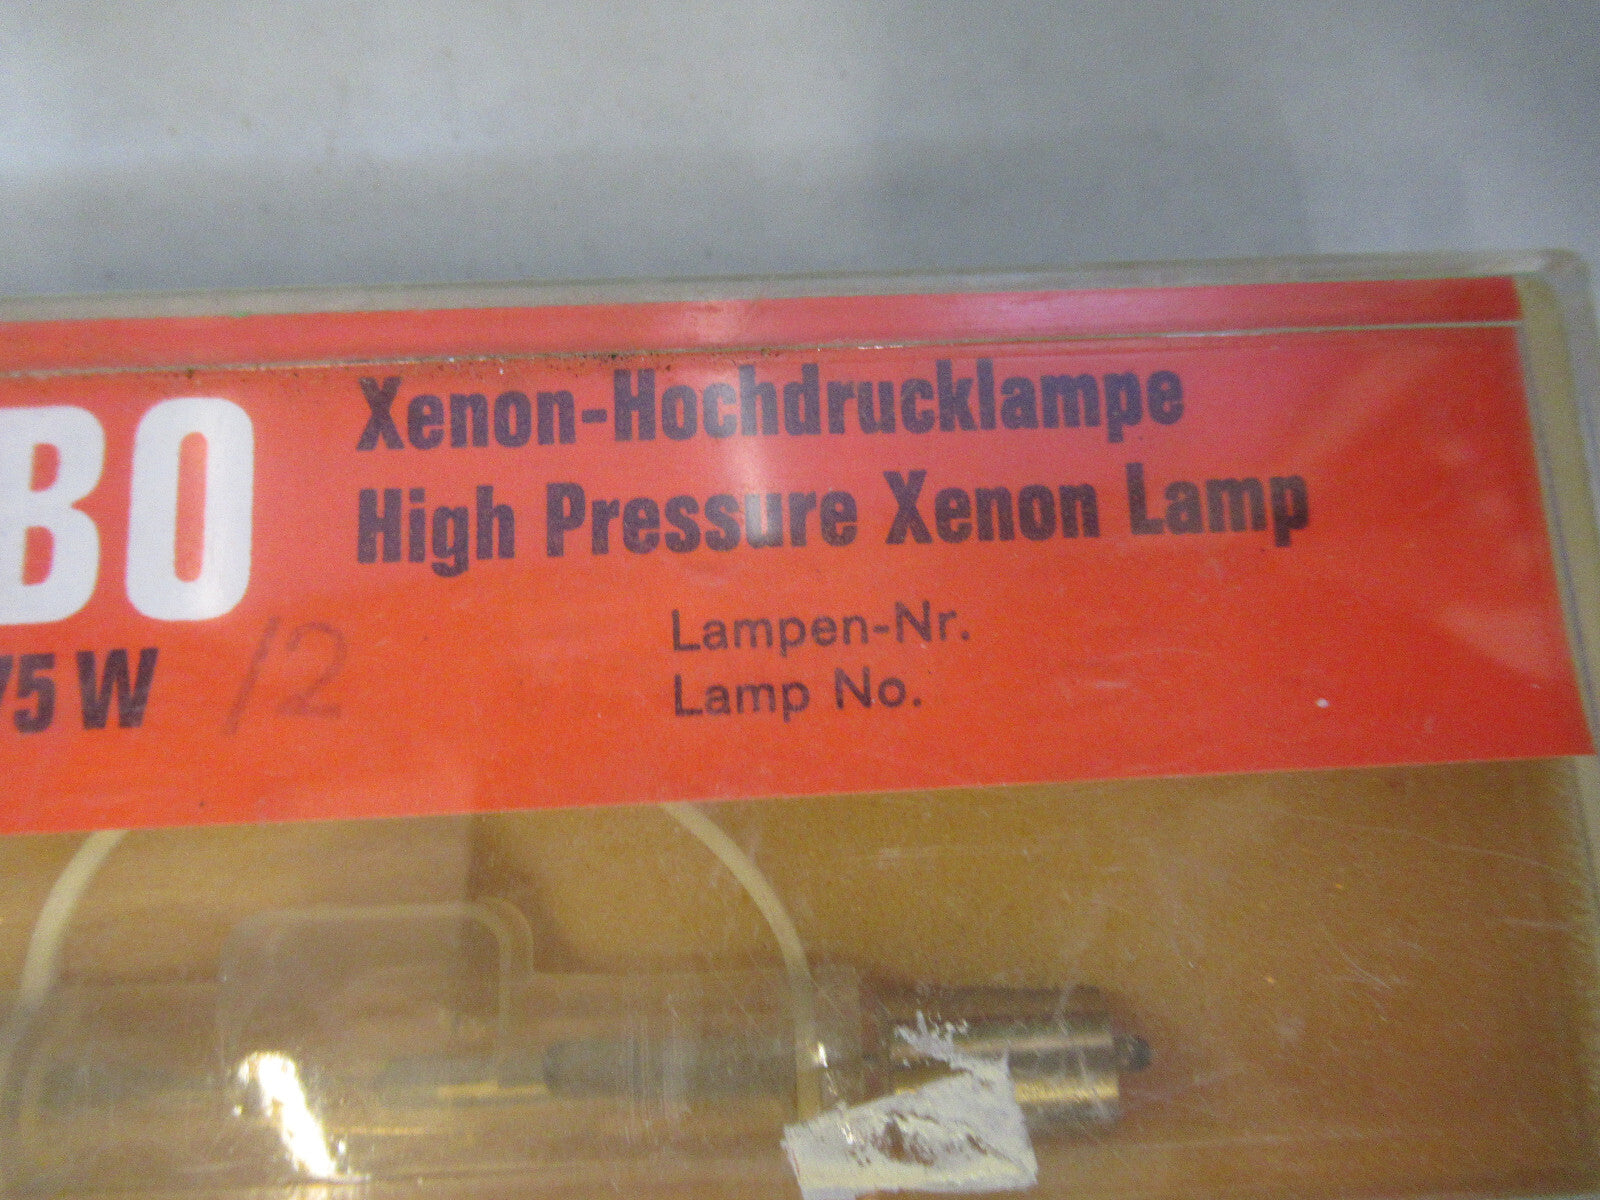 BO
Xenon-Hochdrucklampe
High Pressure Xenon Lamp
75 W /2
Lampen-Nr.
Lamp No.